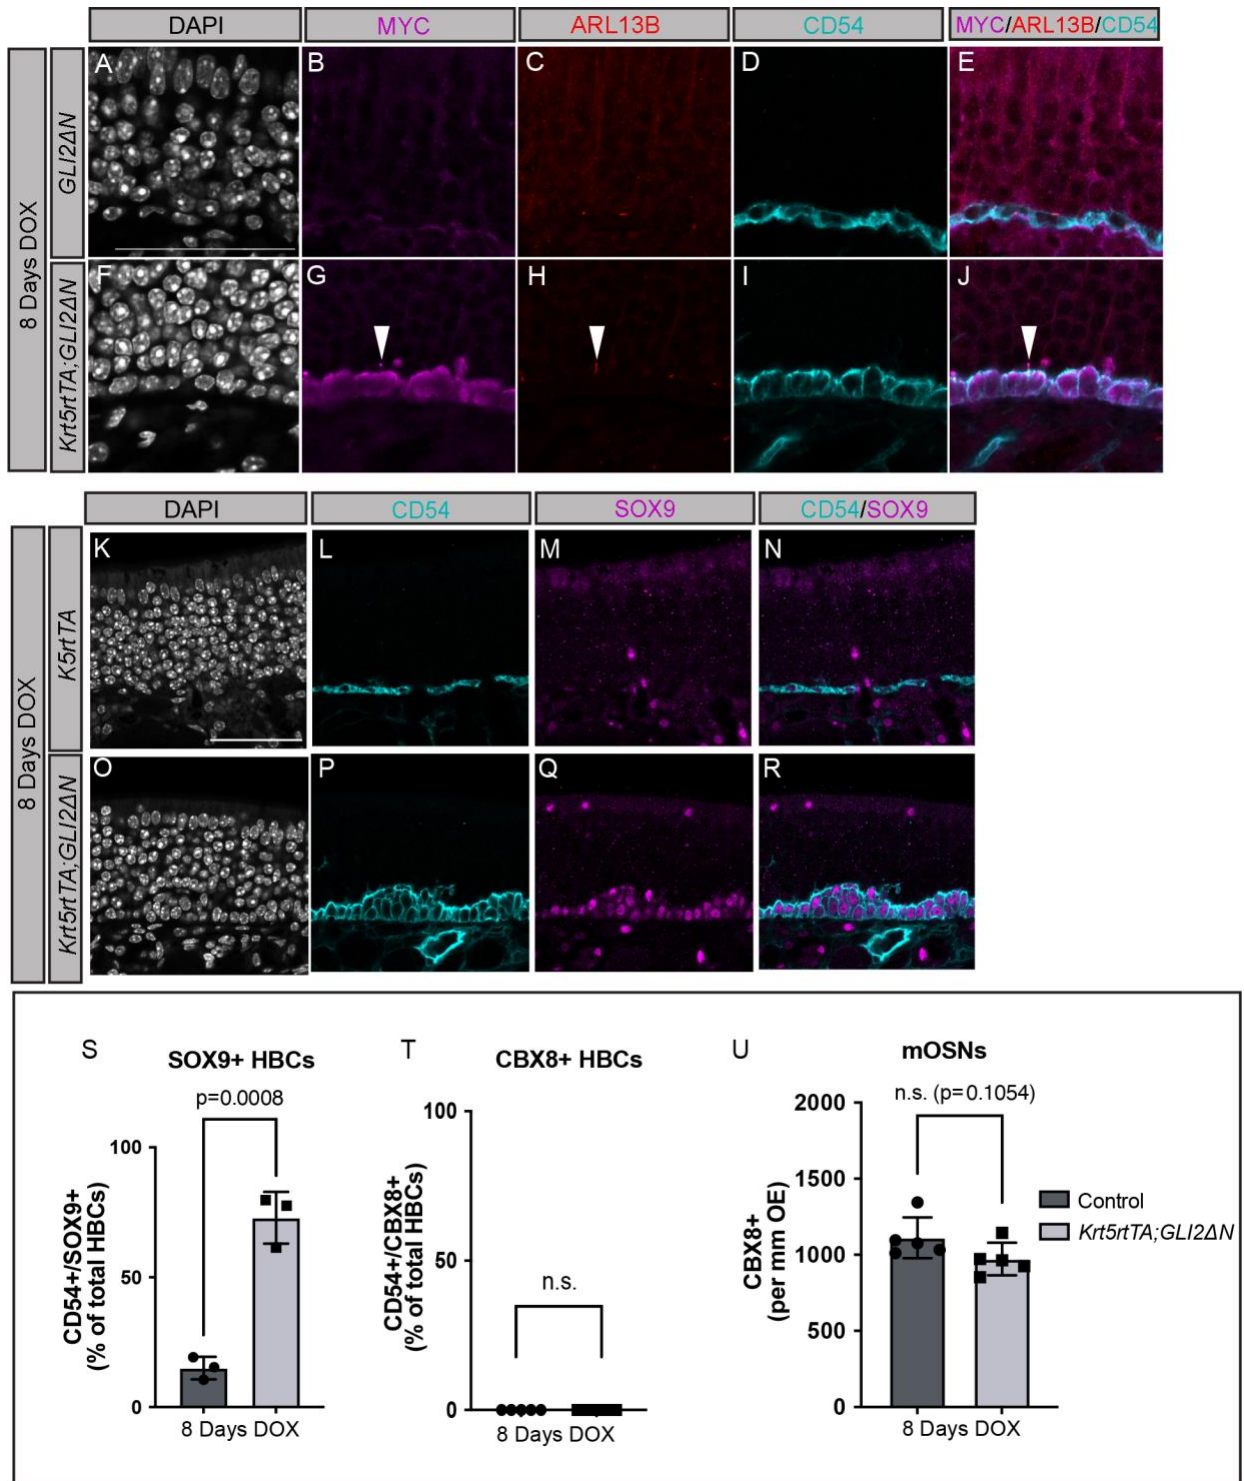 DAPI MYC ARL13B CD54 MYC/ARL13B/CD54
8 Days DOX
GLI2ΔN
A B C D E
Krt5rtTA;GLI2ΔN
F G H I J
DAPI CD54 SOX9 CD54/SOX9
8 Days DOX
K5rtTA
K L M N
Krt5rtTA;GLI2ΔN
O P Q R
S
SOX9+ HBCs
p=0.0008
CD54+/SOX9+
(% of total HBCs)
100
50
0
8 Days DOX
T
CBX8+ HBCs
n.s.
CD54+/CBX8+
(% of total HBCs)
100
50
0
8 Days DOX
U
mOSNs
n.s. (p=0.1054)
CBX8+
(per mm OE)
2000
1500
1000
500
0
8 Days DOX
Control
Krt5rtTA;GLI2ΔN